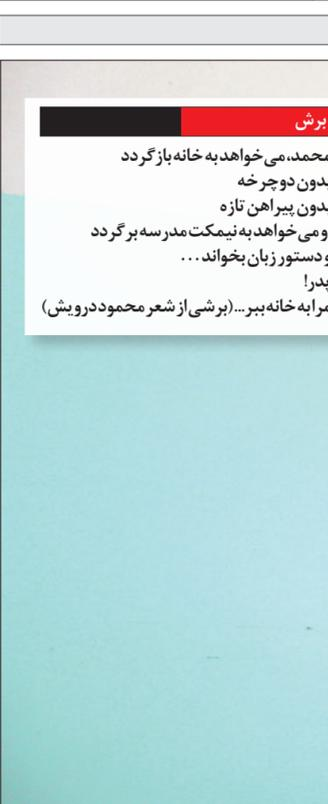 برش
محمد، می‌خواهد به خانه بازگردد
بدون دوچرخه
بدون پیراهن تازه
و می‌خواهد به نیمکت مدرسه برگردد
و دستور زبان بخواند...
پدر!
مرا به خانه ببر...(برشی از شعر محمود درویش)